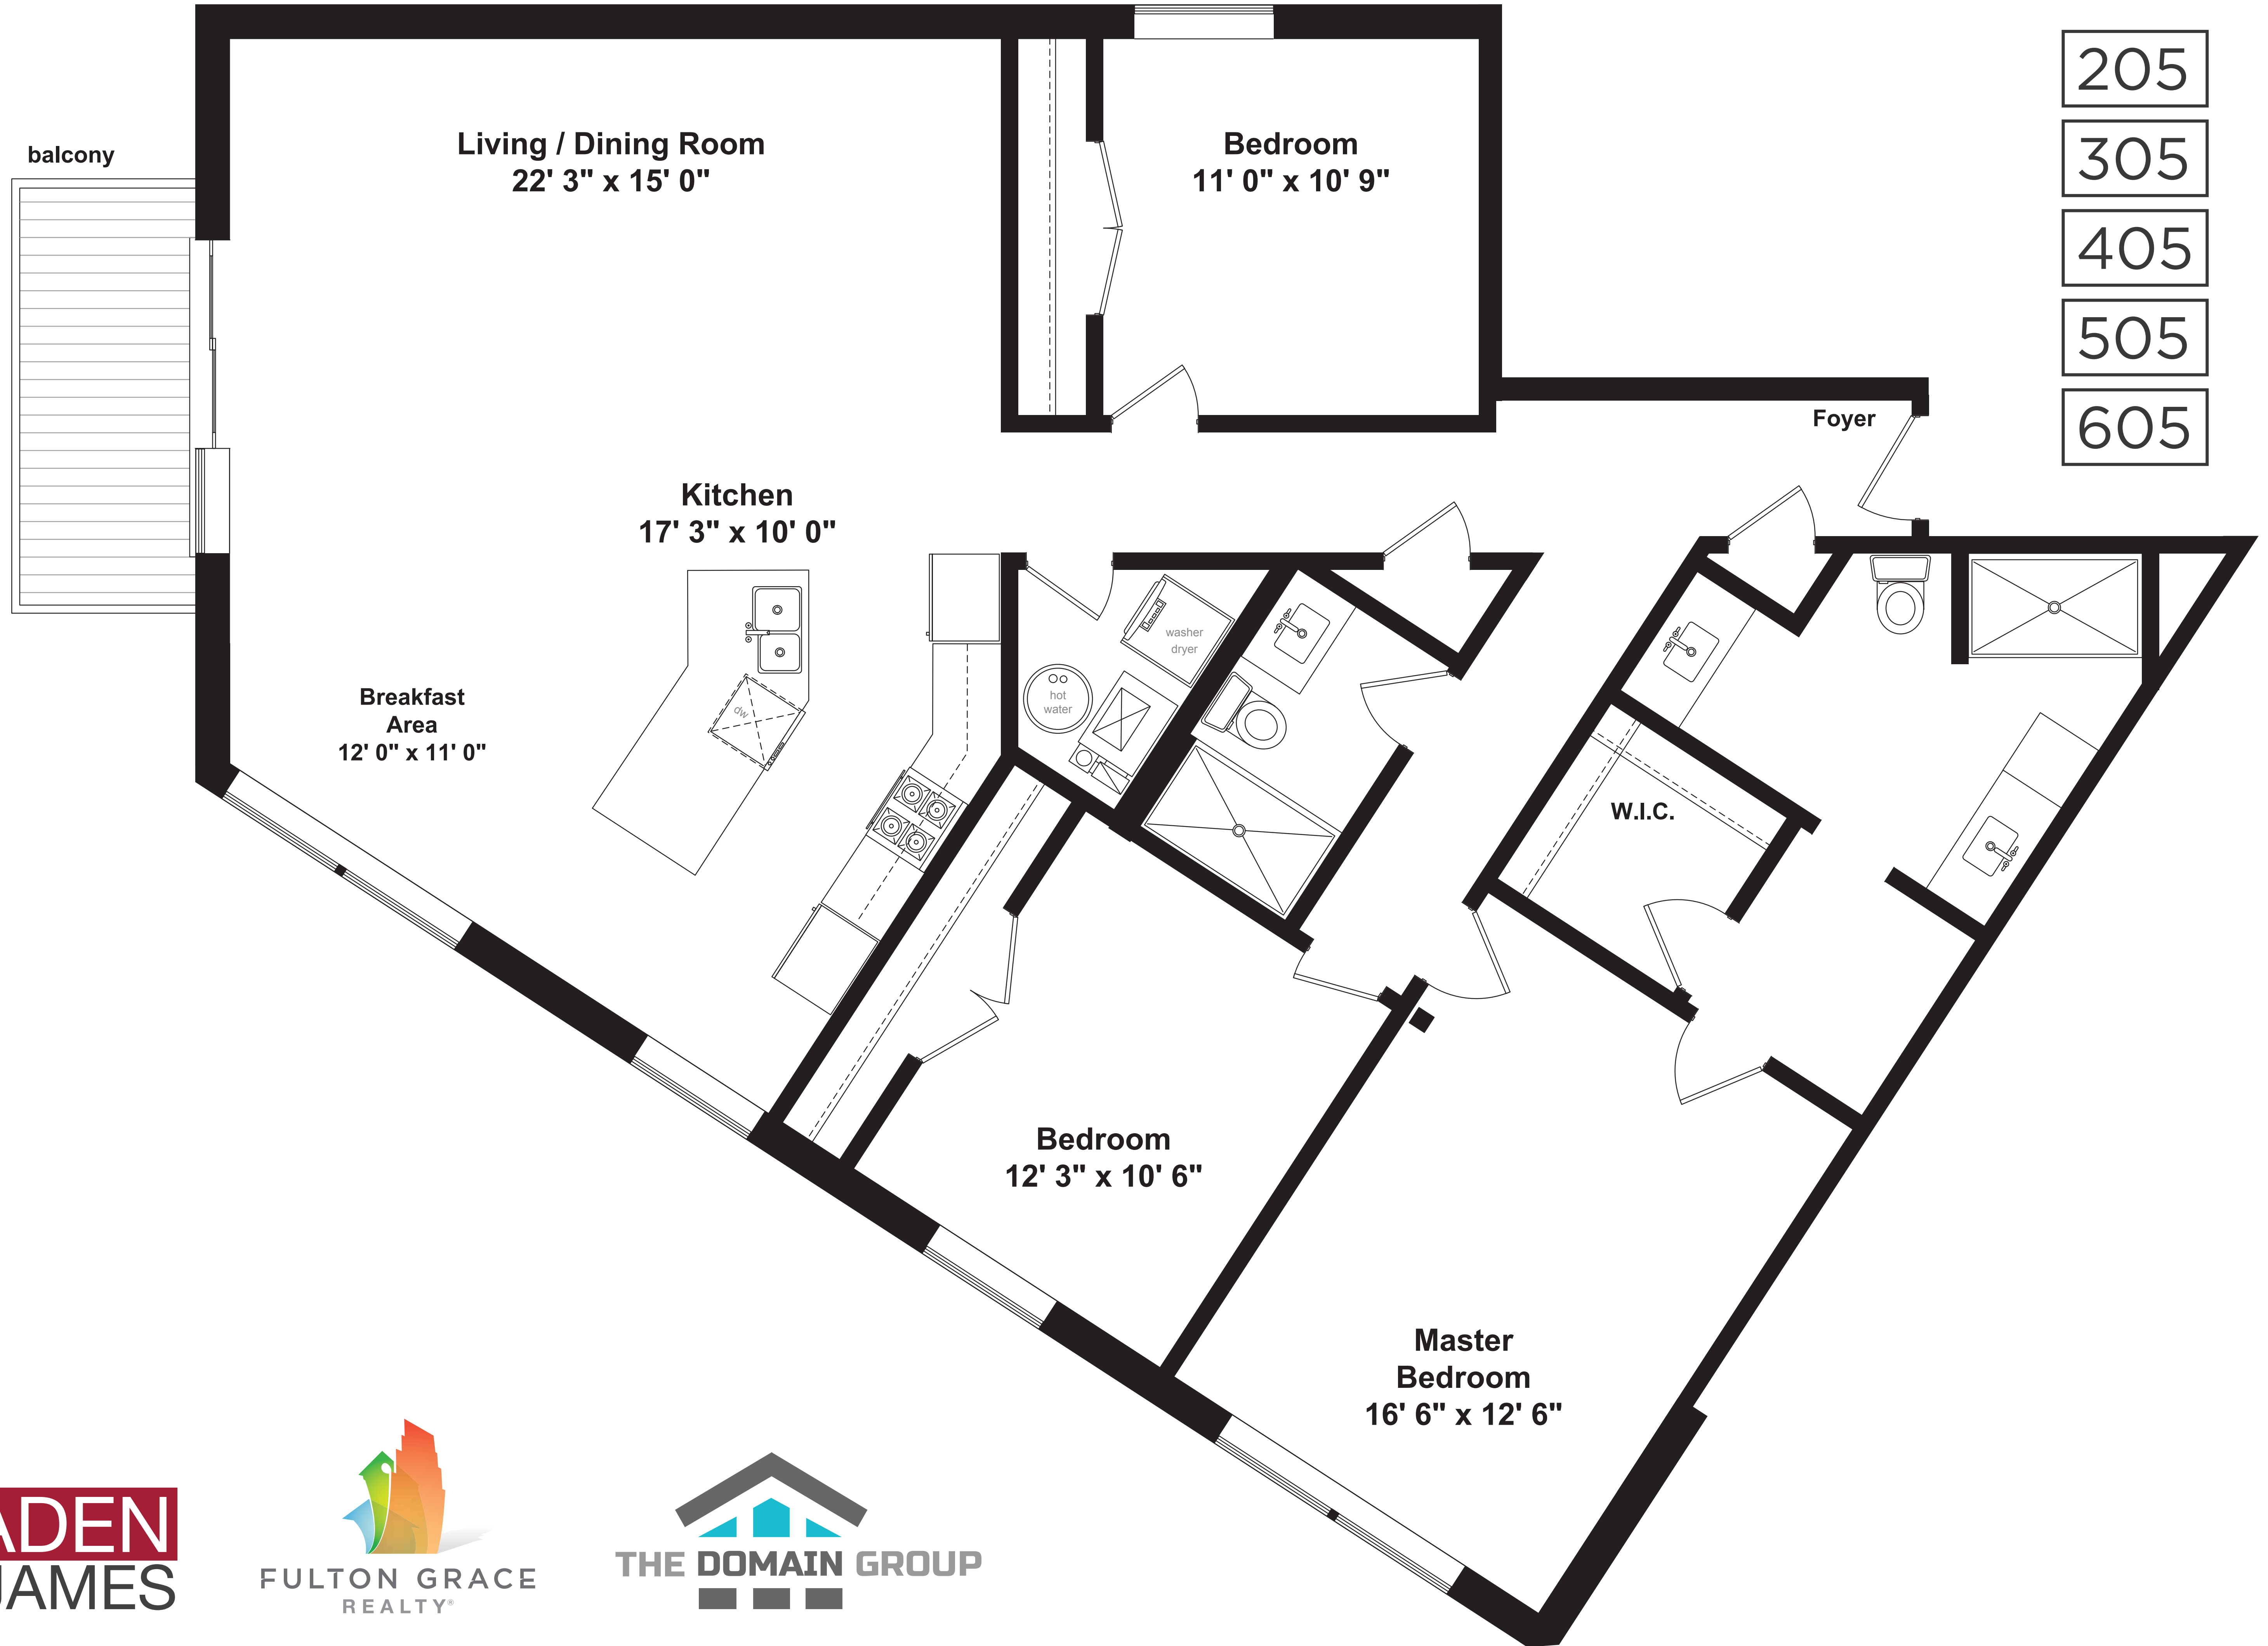 balcony
Living / Dining Room
22' 3" x 15' 0"
Bedroom
11' 0" x 10' 9"
205
305
405
505
605
Foyer
Kitchen
17' 3" x 10' 0"
Breakfast
Area
12' 0" x 11' 0"
dw
washer
dryer
hot
water
W.I.C.
Bedroom
12' 3" x 10' 6"
Master
Bedroom
16' 6" x 12' 6"
ADEN
JAMES
FULTON GRACE
REALTY®
THE DOMAIN GROUP